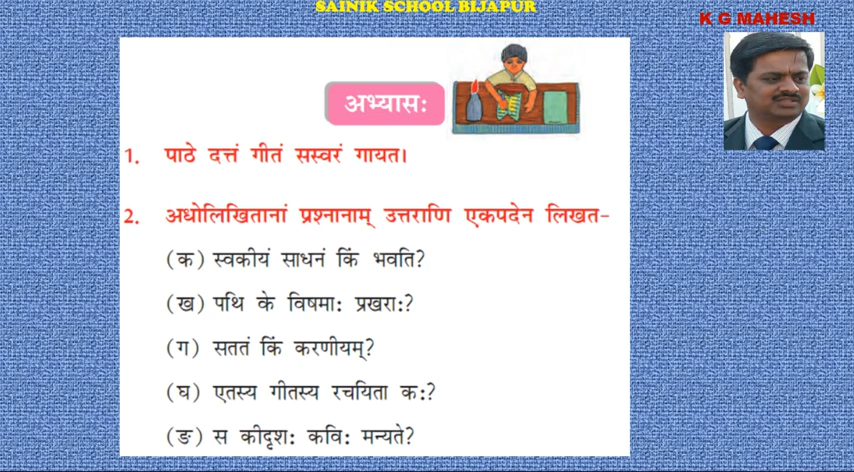 SAINIK SCHOOL BIJAPUR
K G MAHESH
अभ्यासः
1. पाठे दत्तं गीतं सस्वरं गायत।
2. अधोलिखितानां प्रश्नानाम् उत्तराणि एकपदेन लिखत-
(क) स्वकीयं साधनं किं भवति?
(ख) पथि के विषमाः प्रखराः?
(ग) सततं किं करणीयम्?
(घ) एतस्य गीतस्य रचयिता कः?
(ङ) स कीदृशः कविः मन्यते?